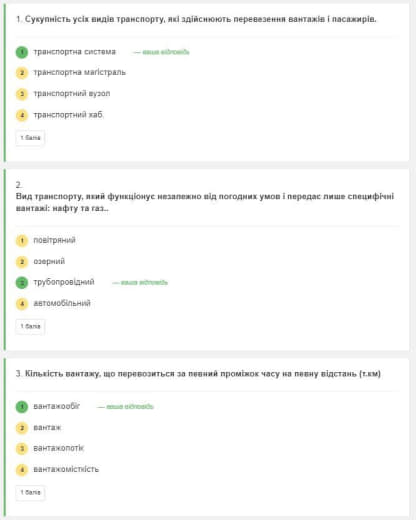 1. Сукупність усіх видів транспорту, які здійснюють перевезення вантажів і пасажирів.
1 транспортна система — ваша відповідь
2 транспортна магістраль
3 транспортний вузол
4 транспортний хаб.
1 балів
2.
Вид транспорту, який функціонує незалежно від погодних умов і передає лише специфічні
вантажі: нафту та газ..
1 повітряний
2 озерний
3 трубопровідний — ваша відповідь
4 автомобільний
1 балів
3. Кількість вантажу, що перевозиться за певний проміжок часу на певну відстань (т.км)
1 вантажообіг — ваша відповідь
2 вантаж
3 вантажопотік
4 вантажомісткість
1 балів